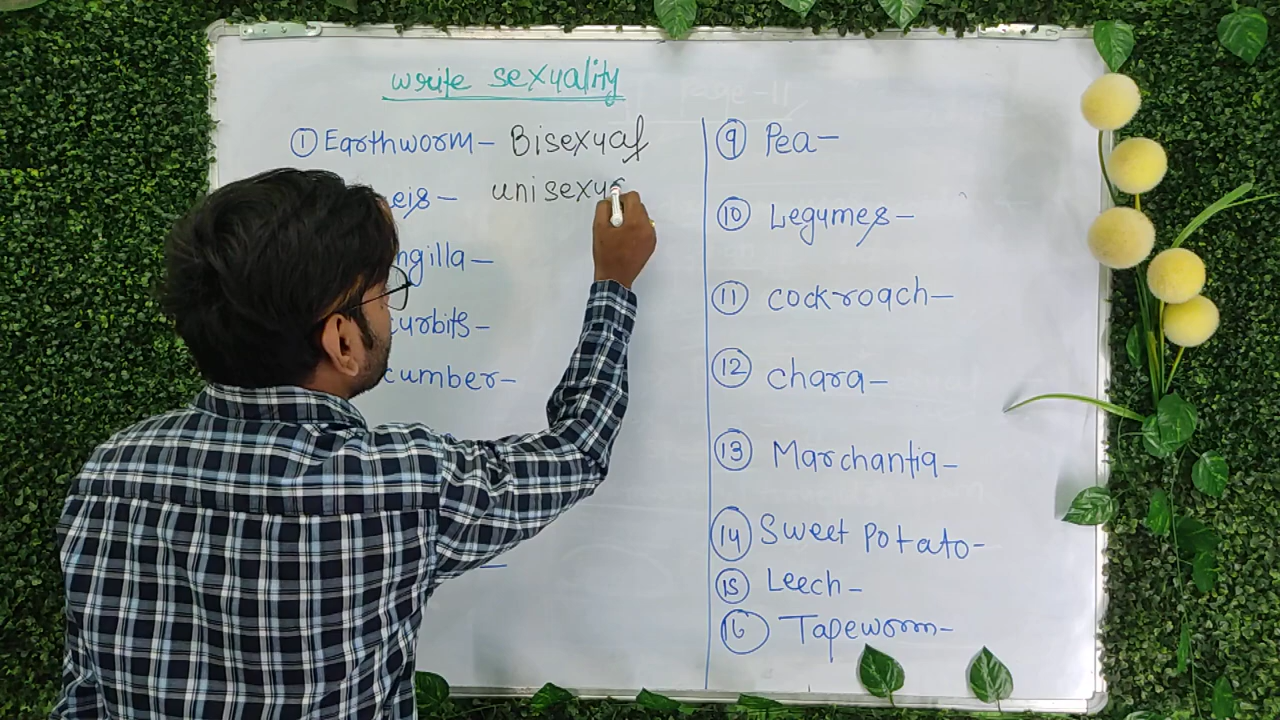 Write sexuality
① Earthworm- Bisexual
eis - unisexu
ngilla-
curbits-
cumber-
⑨ Pea-
⑩ Legumes-
⑪ cockroach-
⑫ chara-
⑬ Marchantia-
⑭ Sweet Potato-
⑮ Leech-
⑯ Tapeworm-